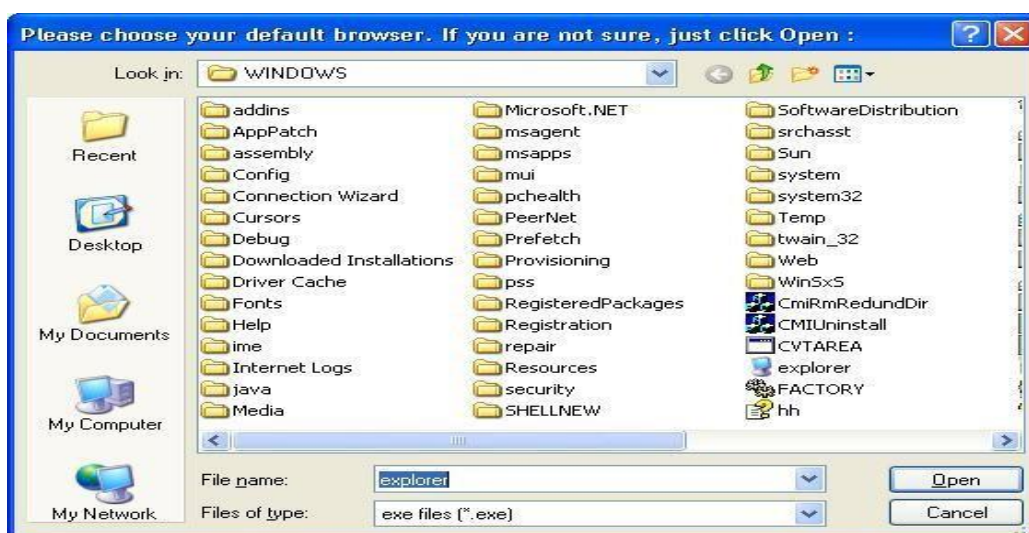 Please choose your default browser. If you are not sure, just click Open :
Look in: WINDOWS
Recent
Desktop
My Documents
My Computer
My Network
addins
AppPatch
assembly
Config
Connection Wizard
Cursors
Debug
Downloaded Installations
Driver Cache
Fonts
Help
ime
Internet Logs
java
Media
Microsoft.NET
msagent
msapps
mui
pchealth
PeerNet
Prefetch
Provisioning
pss
RegisteredPackages
Registration
repair
Resources
security
SHELLNEW
SoftwareDistribution
srchasst
Sun
system
system32
Temp
twain_32
Web
WinSxS
CmiRmRedundDir
CMIUninstall
CVTAREA
explorer
FACTORY
hh
File name: explorer
Open
Files of type: exe files (*.exe)
Cancel